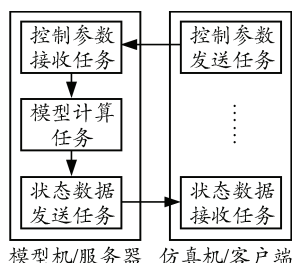 控制参数
接收任务
控制参数
发送任务
模型计算
任务
状态数据
发送任务
状态数据
接收任务
模型机/服务器
仿真机/客户端